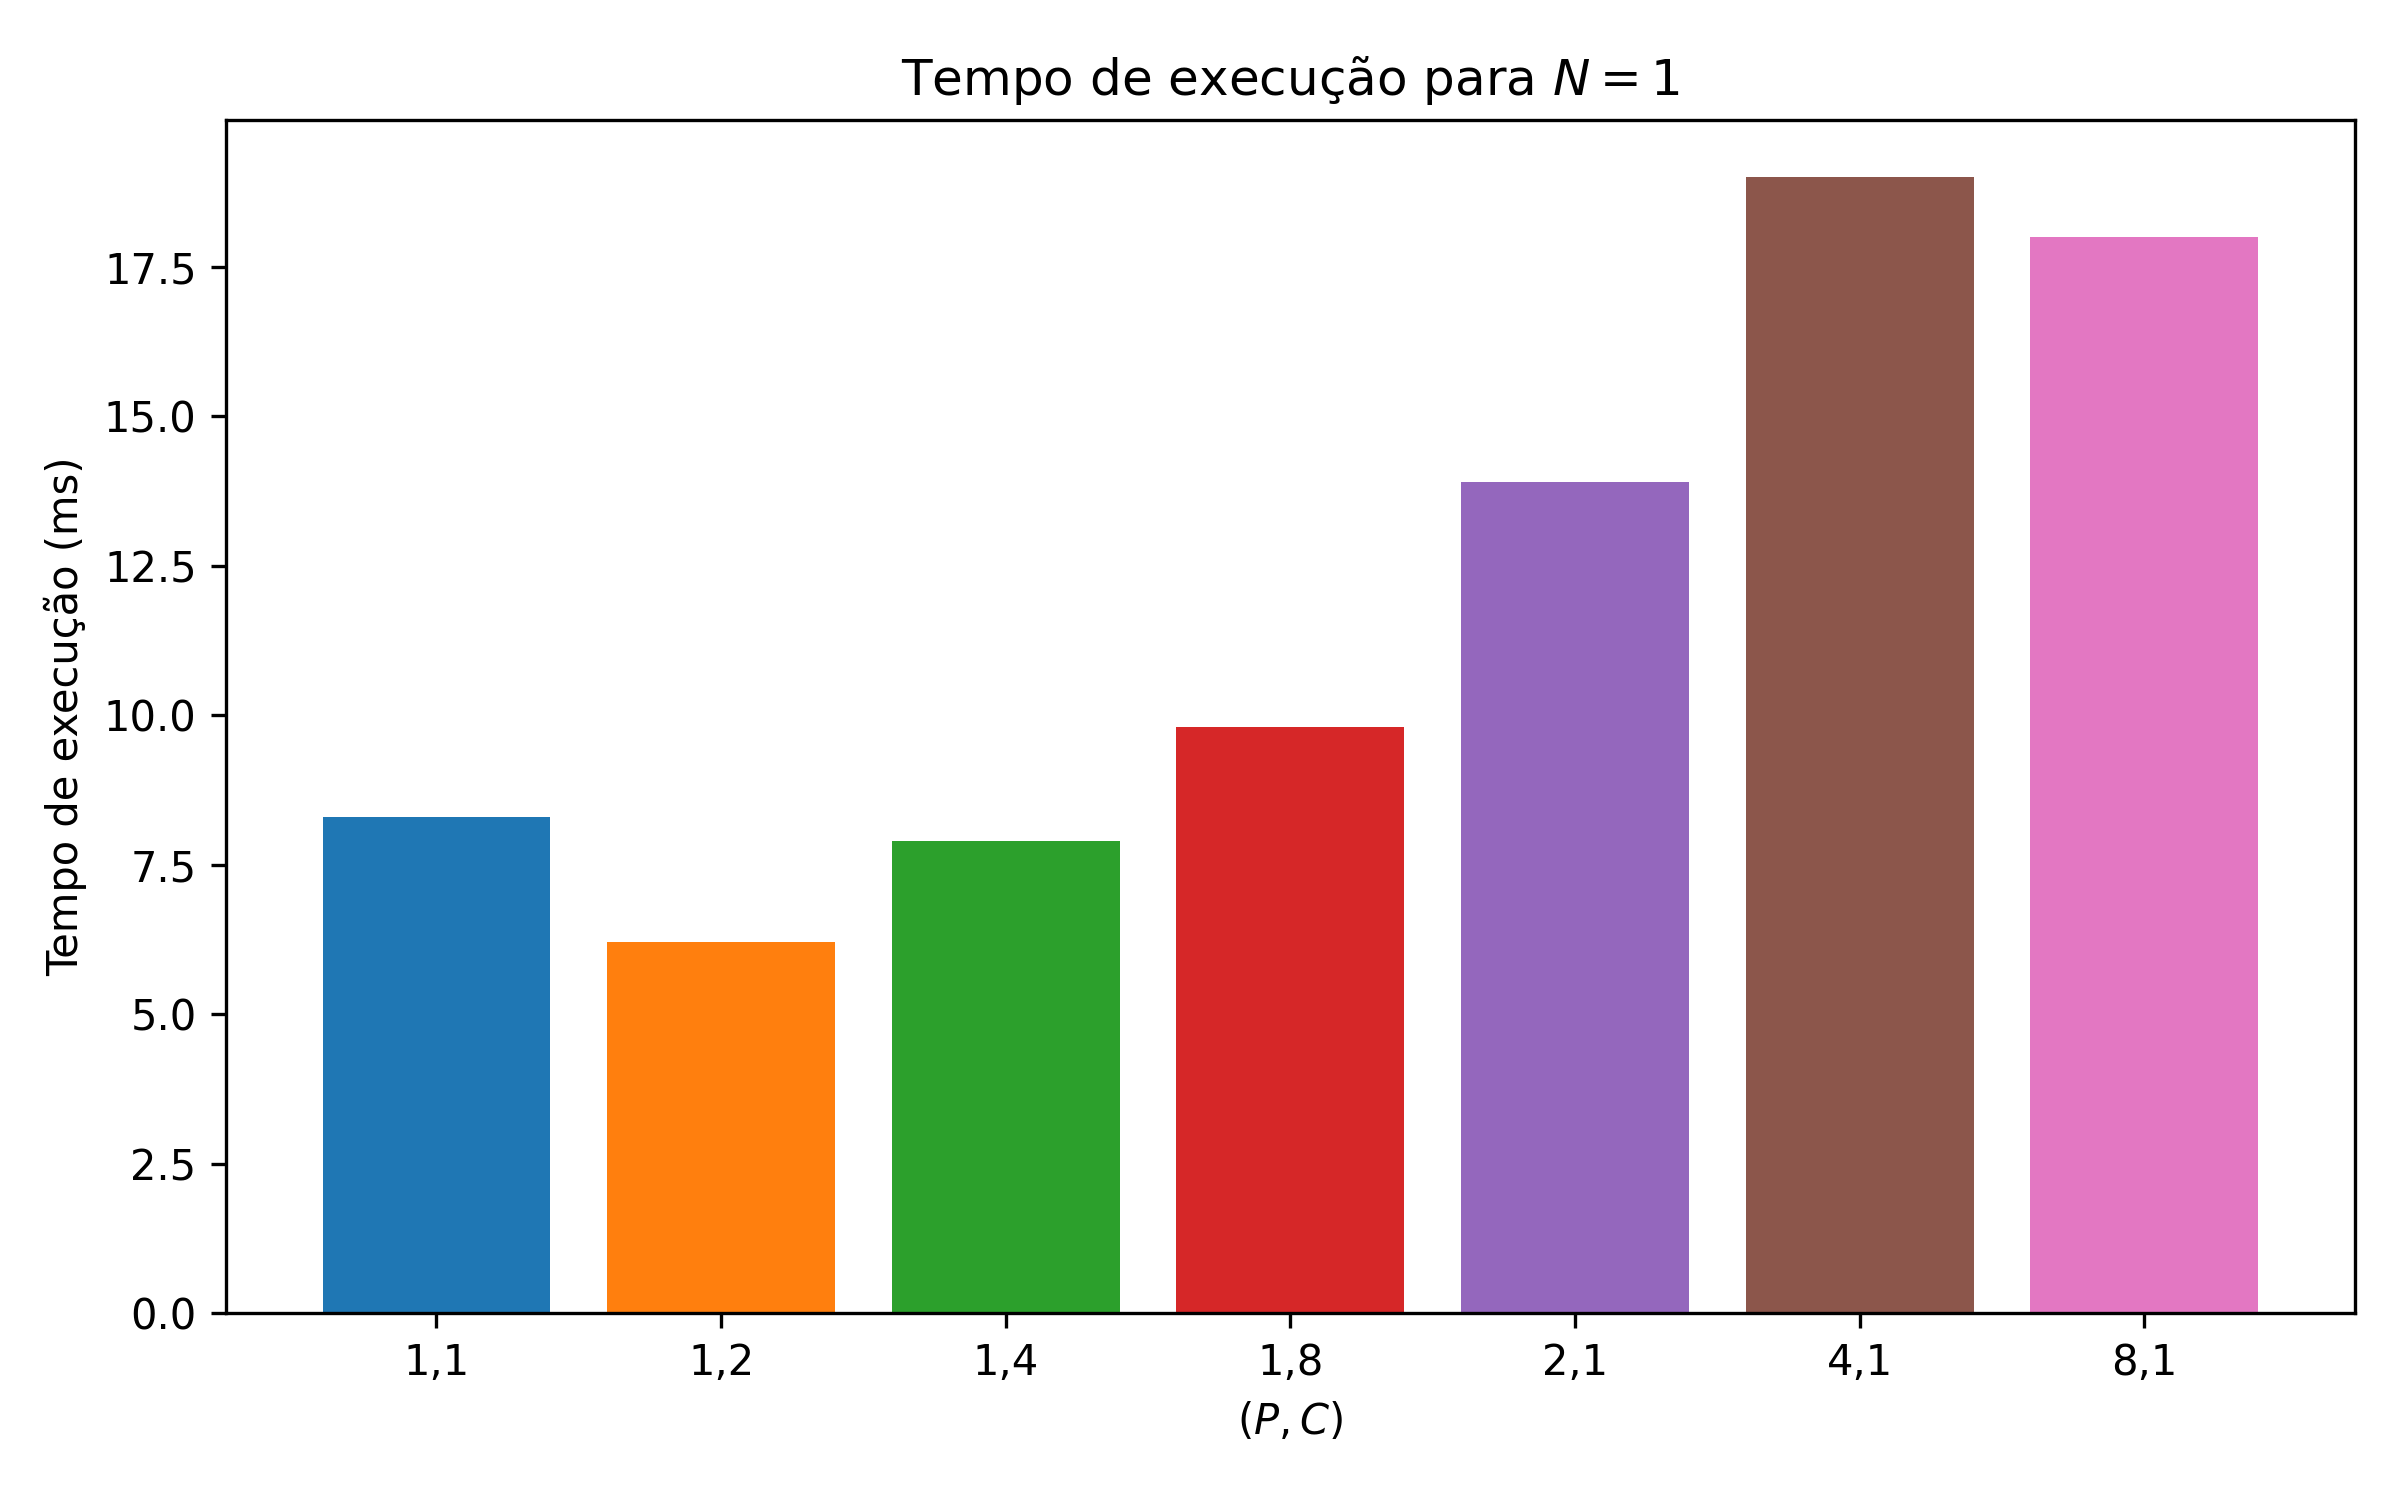 Tempo de execução para N = 1
Tempo de execução (ms)
17.5
15.0
12.5
10.0
7.5
5.0
2.5
0.0
1,1 1,2 1,4 1,8 2,1 4,1 8,1
(P, C)